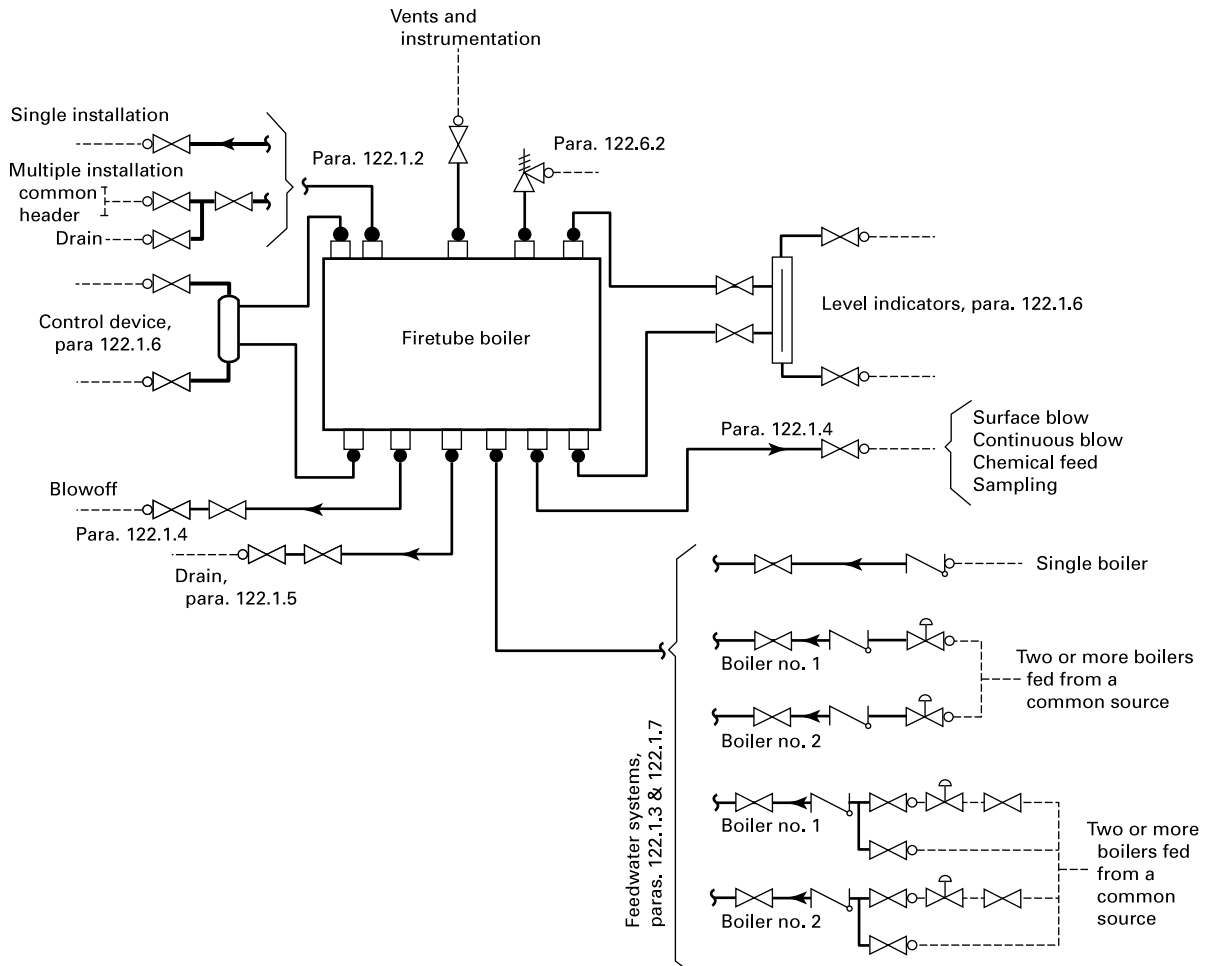 Vents and
instrumentation
Single installation
Para. 122.1.2
Para. 122.6.2
Multiple installation
common
header
Drain
Control device,
para 122.1.6
Firetube boiler
Level indicators, para. 122.1.6
Para. 122.1.4
Surface blow
Continuous blow
Chemical feed
Sampling
Blowoff
Para. 122.1.4
Drain,
para. 122.1.5
Feedwater systems,
paras. 122.1.3 & 122.1.7
Single boiler
Boiler no. 1
Two or more boilers
fed from a
common source
Boiler no. 2
Boiler no. 1
Two or more
boilers fed
from a
common
source
Boiler no. 2